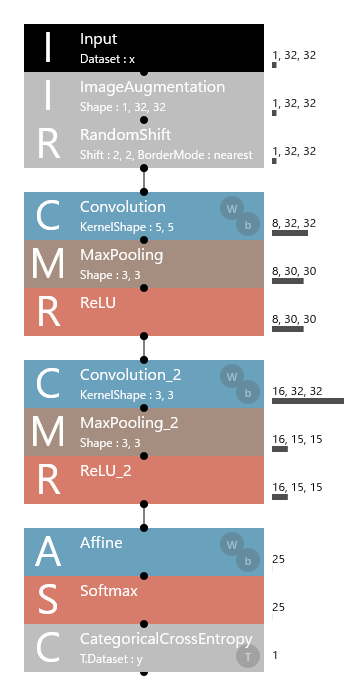 I Input
Dataset : x
1, 32, 32
I ImageAugmentation
Shape : 1, 32, 32
1, 32, 32
R RandomShift
Shift : 2, 2, BorderMode : nearest
1, 32, 32
C Convolution
KernelShape : 5, 5
W b
8, 32, 32
M MaxPooling
Shape : 3, 3
8, 30, 30
R ReLU
8, 30, 30
C Convolution_2
KernelShape : 3, 3
W b
16, 32, 32
M MaxPooling_2
Shape : 3, 3
16, 15, 15
R ReLU_2
16, 15, 15
A Affine
W b
25
S Softmax
25
C CategoricalCrossEntropy
T.Dataset : y
T
1